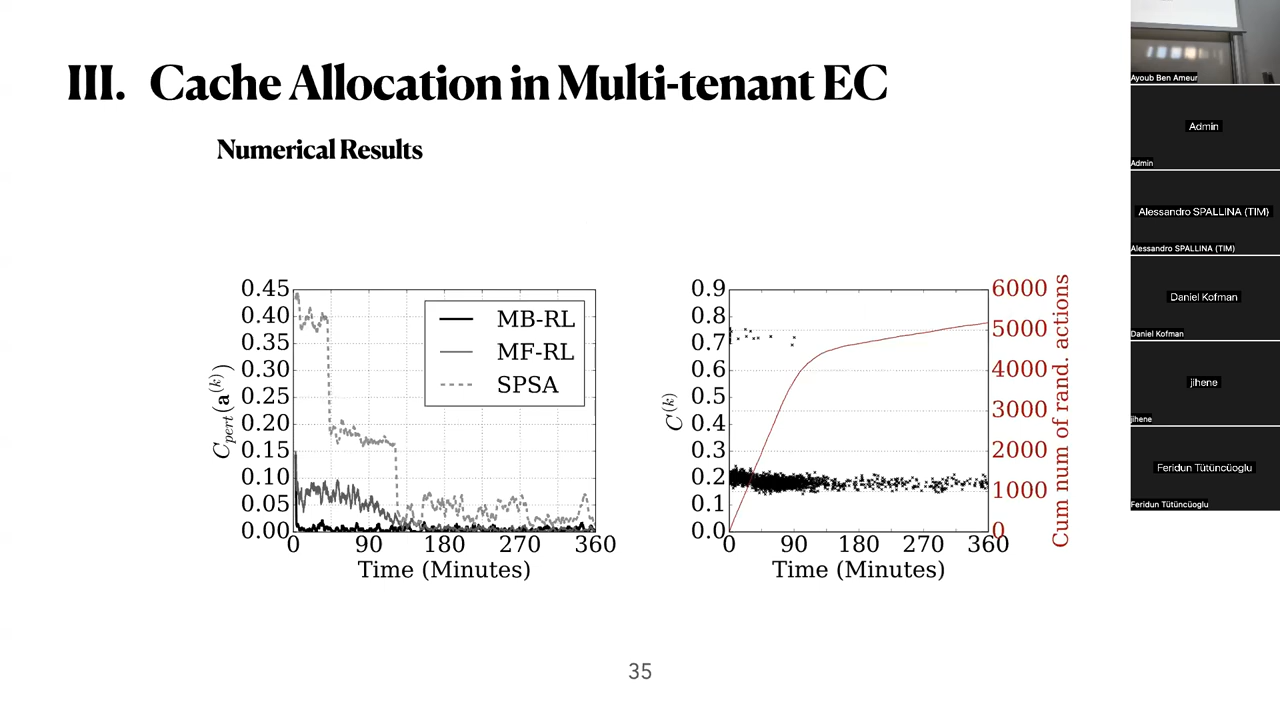 III. Cache Allocation in Multi-tenant EC
Numerical Results
0.45
0.40
0.35
0.30
0.25
0.20
0.15
0.10
0.05
0.00
C_pert(a^(k))
MB-RL
MF-RL
SPSA
0 90 180 270 360
Time (Minutes)
0.9
0.8
0.7
0.6
0.5
0.4
0.3
0.2
0.1
0.0
C^(k)
6000
5000
4000
3000
2000
1000
0
Cum num of rand. actions
0 90 180 270 360
Time (Minutes)
35
Ayoub Ben Ameur
Admin
Admin
Alessandro SPALLINA (TIM)
Alessandro SPALLINA (TIM)
Daniel Kofman
Daniel Kofman
jihene
jihene
Feridun Tütüncüoglu
Feridun Tütüncüoglu